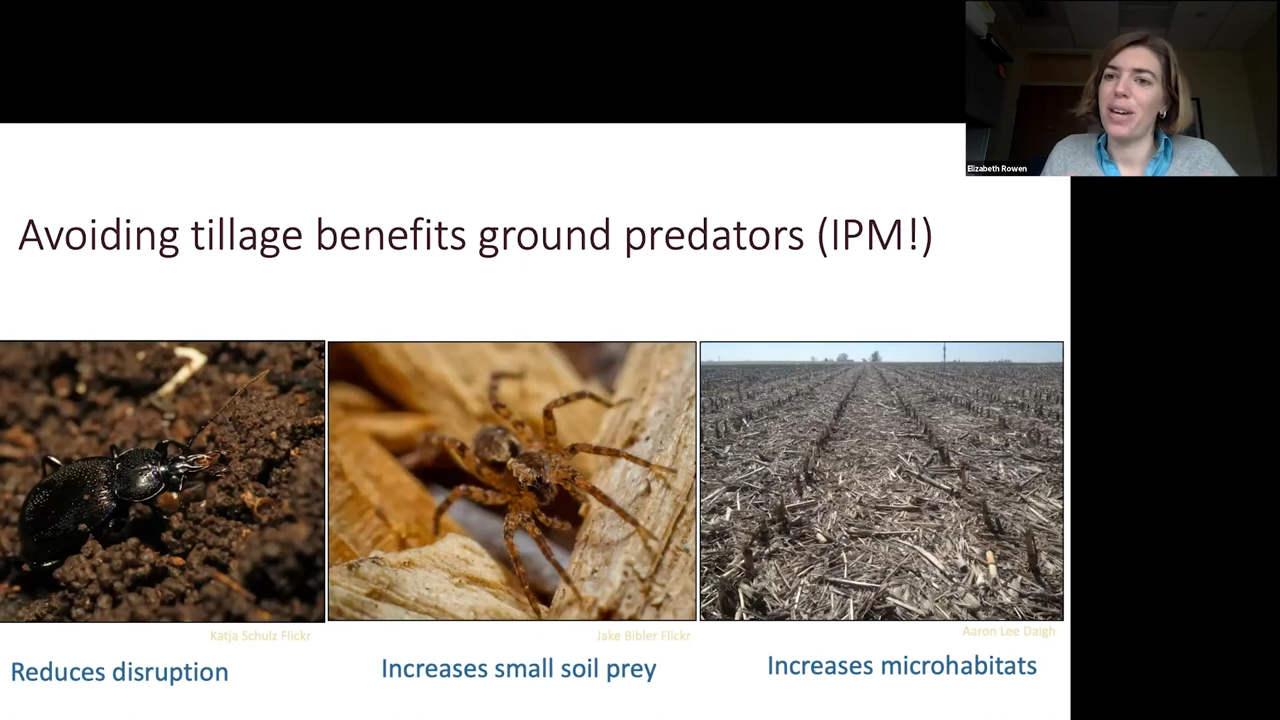 Elizabeth Rowen
Avoiding tillage benefits ground predators (IPM!)
Katja Schulz Flickr
Jake Bibler Flickr
Aaron Lee Daigh
Reduces disruption
Increases small soil prey
Increases microhabitats